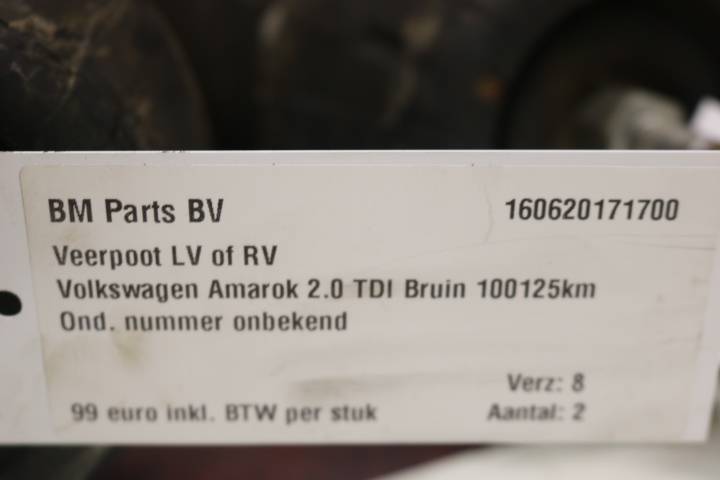 BM Parts BV 160620171700
Veerpoot LV of RV
Volkswagen Amarok 2.0 TDI Bruin 100125km
Ond. nummer onbekend
Verz: 8
99 euro inkl. BTW per stuk Aantal: 2